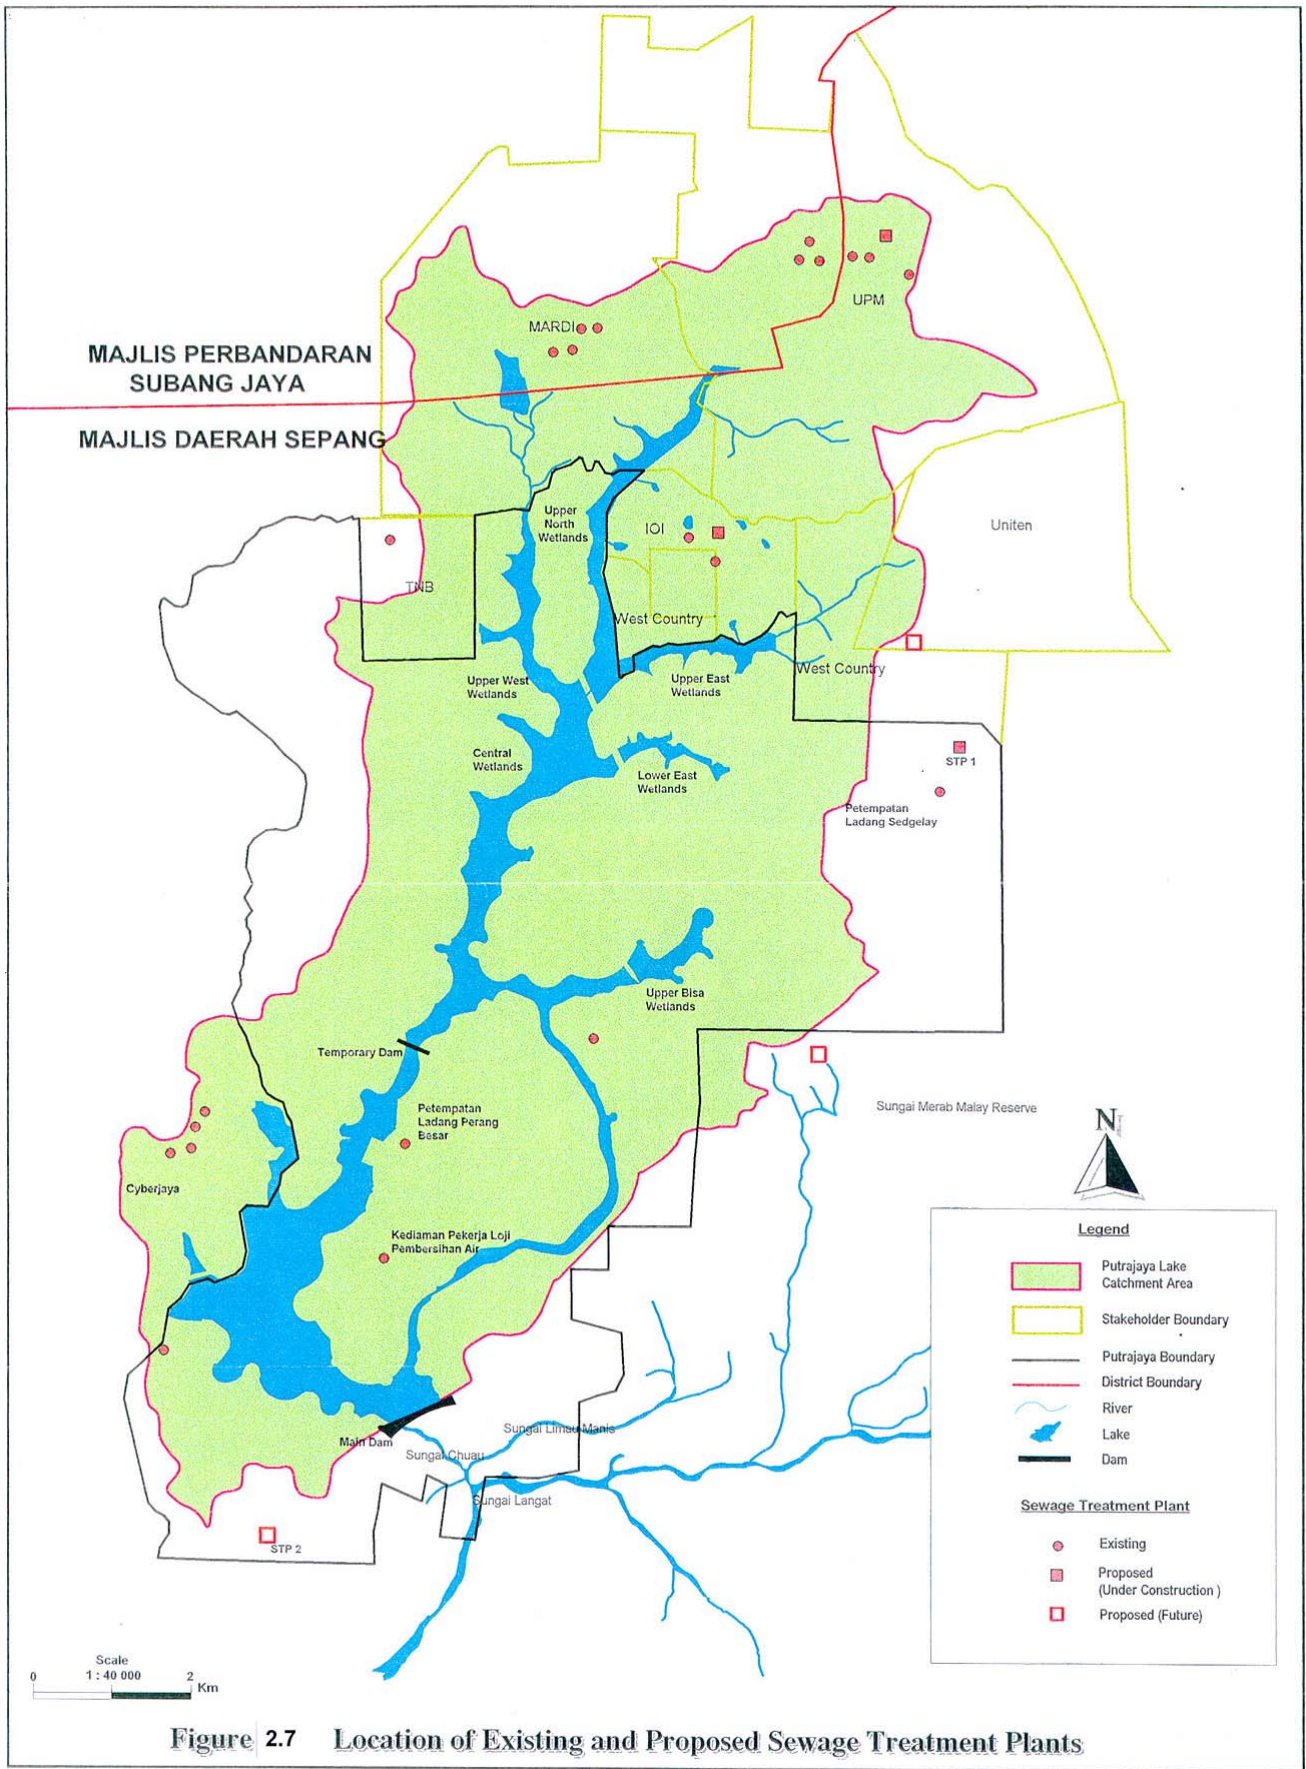 UPM
MARDI
MAJLIS PERBANDARAN
SUBANG JAYA
MAJLIS DAERAH SEPANG
Upper
North
Wetlands
IOI
Uniten
TNB
West Country
West Country
Upper West
Wetlands
Upper East
Wetlands
Central
Wetlands
Lower East
Wetlands
STP 1
Petempatan
Ladang Sedgelay
Upper Bisa
Wetlands
Temporary Dam
Petempatan
Ladang Perang
Besar
Sungai Merab Malay Reserve
N
Cyberjaya
Kediaman Pekerja Loji
Pembersihan Air
Main Dam
Sungai Limau Manis
Sungai Chuau
Sungai Langat
STP 2
Legend
Putrajaya Lake
Catchment Area
Stakeholder Boundary
Putrajaya Boundary
District Boundary
River
Lake
Dam
Sewage Treatment Plant
Existing
Proposed
(Under Construction )
Proposed (Future)
Scale
0 1 : 40 000 2
Km
Figure 2.7 Location of Existing and Proposed Sewage Treatment Plants